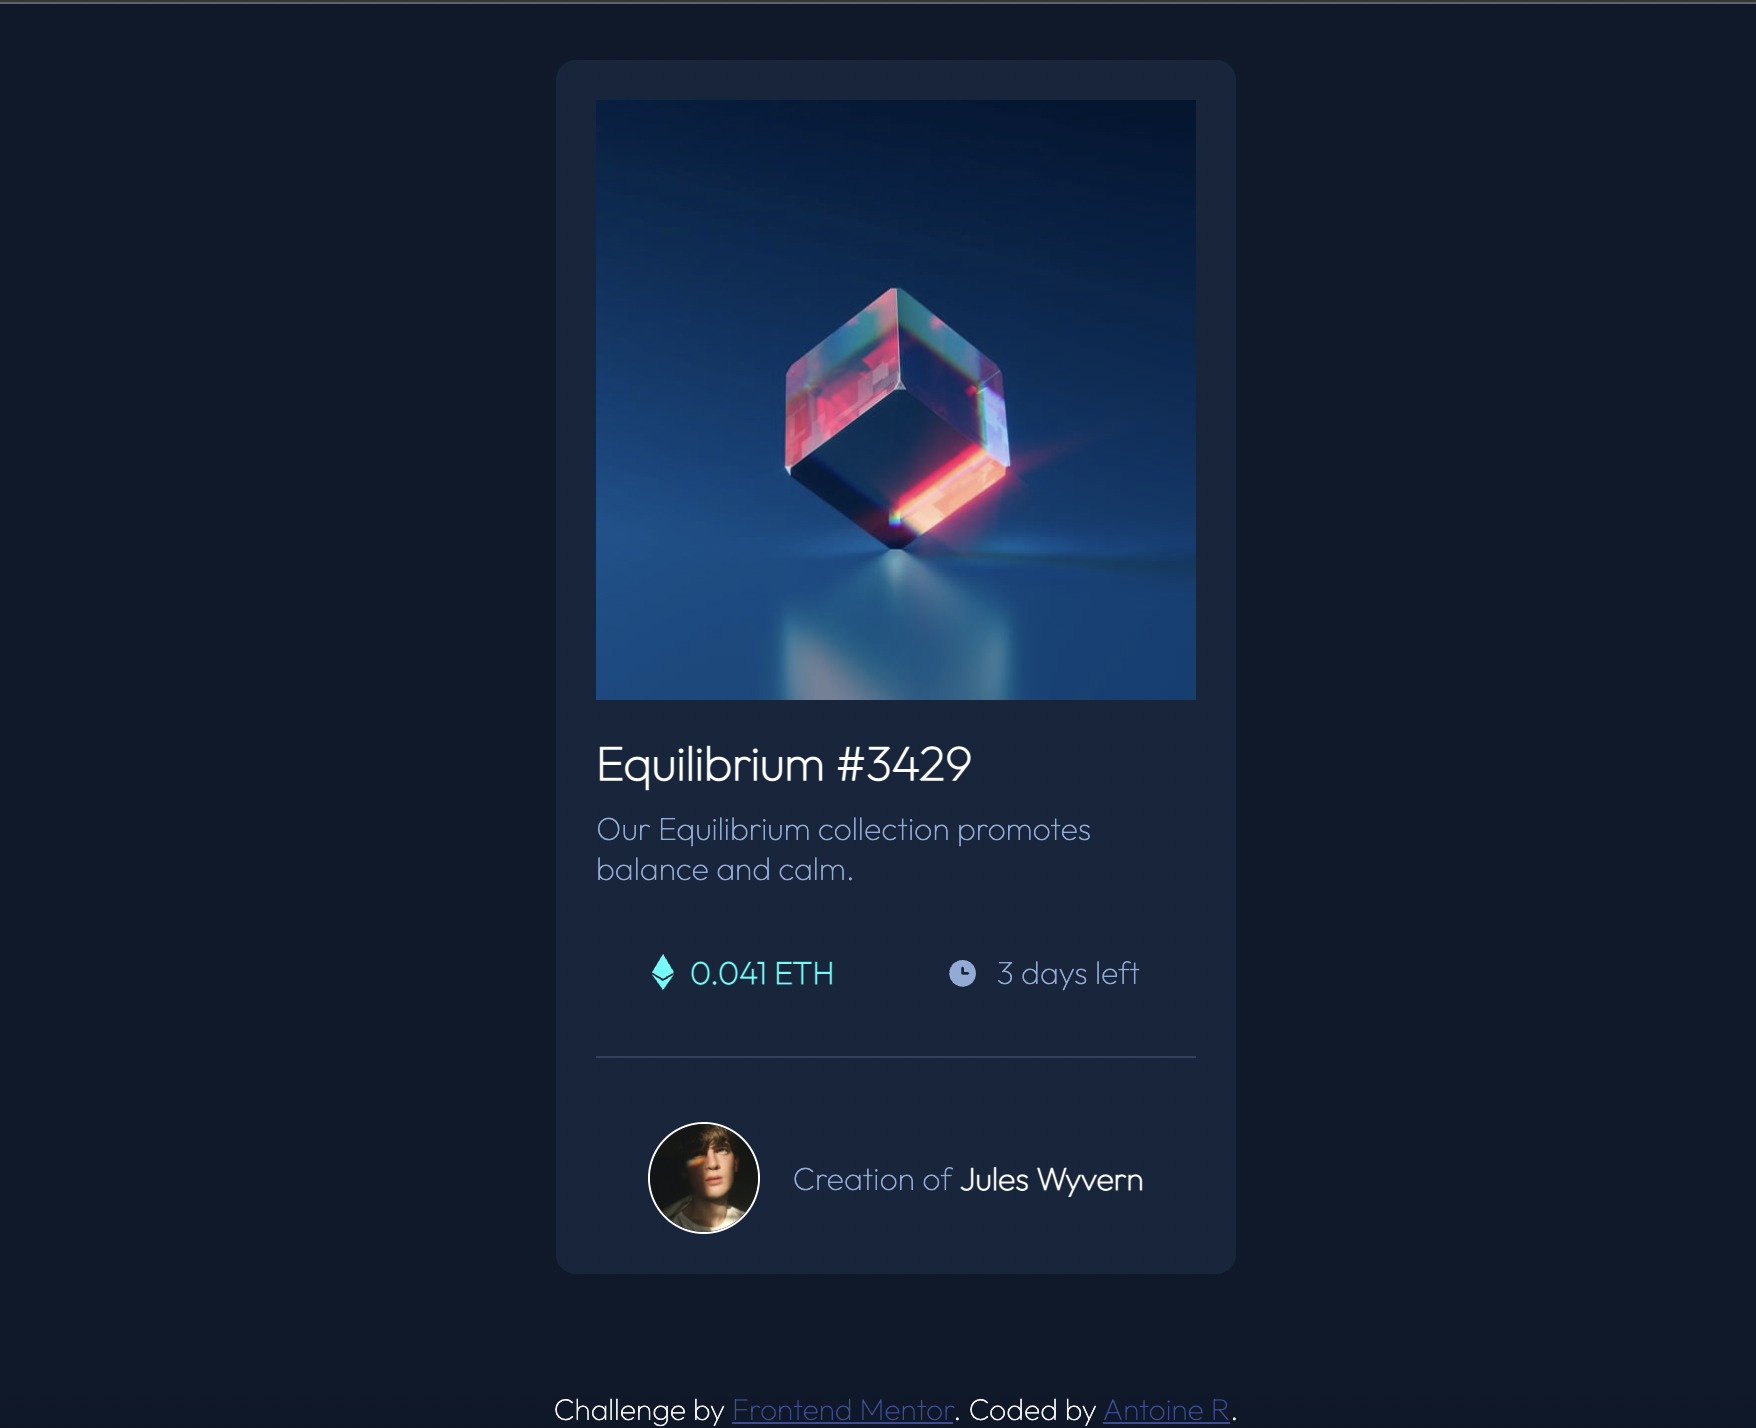 Equilibrium #3429
Our Equilibrium collection promotes
balance and calm.
0.041 ETH
3 days left
Creation of Jules Wyvern
Challenge by Frontend Mentor. Coded by Antoine R.